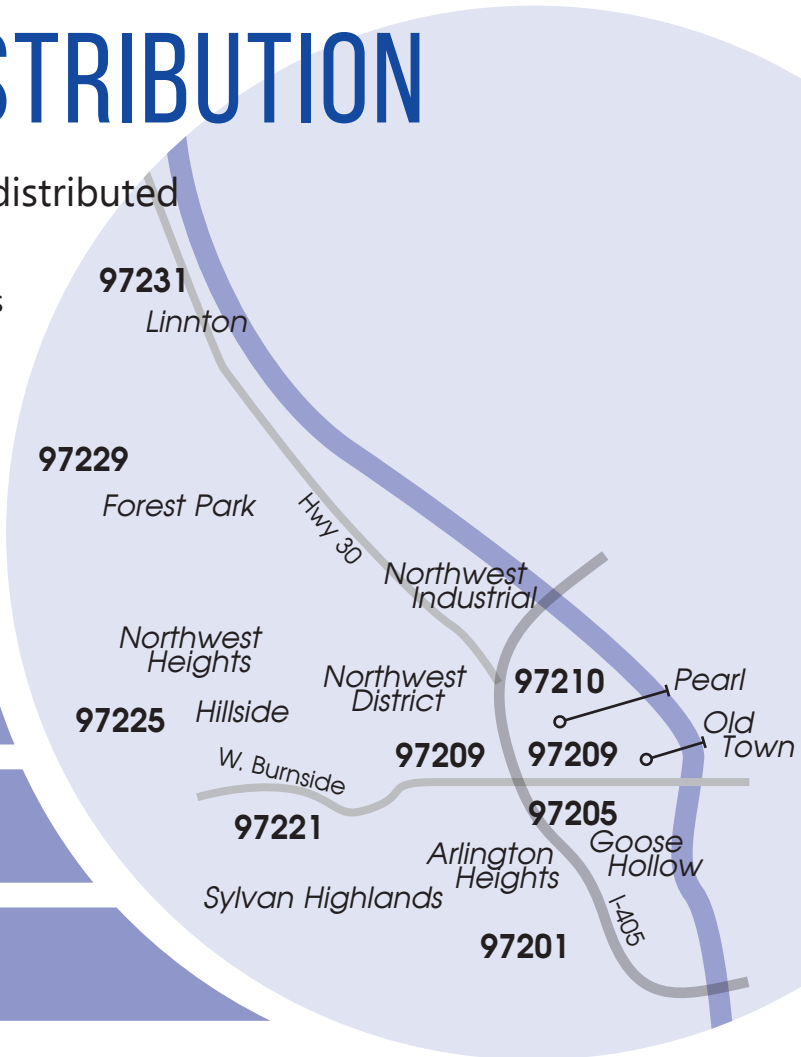 STRIBUTION
distributed
s
97231
Linnton
97229
Forest Park
Hwy 30
Northwest
Industrial
Northwest
Heights
Northwest
District
97210
Pearl
97225
Hillside
Old
Town
W. Burnside
97209
97209
97221
97205
Goose
Hollow
Arlington
Heights
Sylvan Highlands
I-405
97201